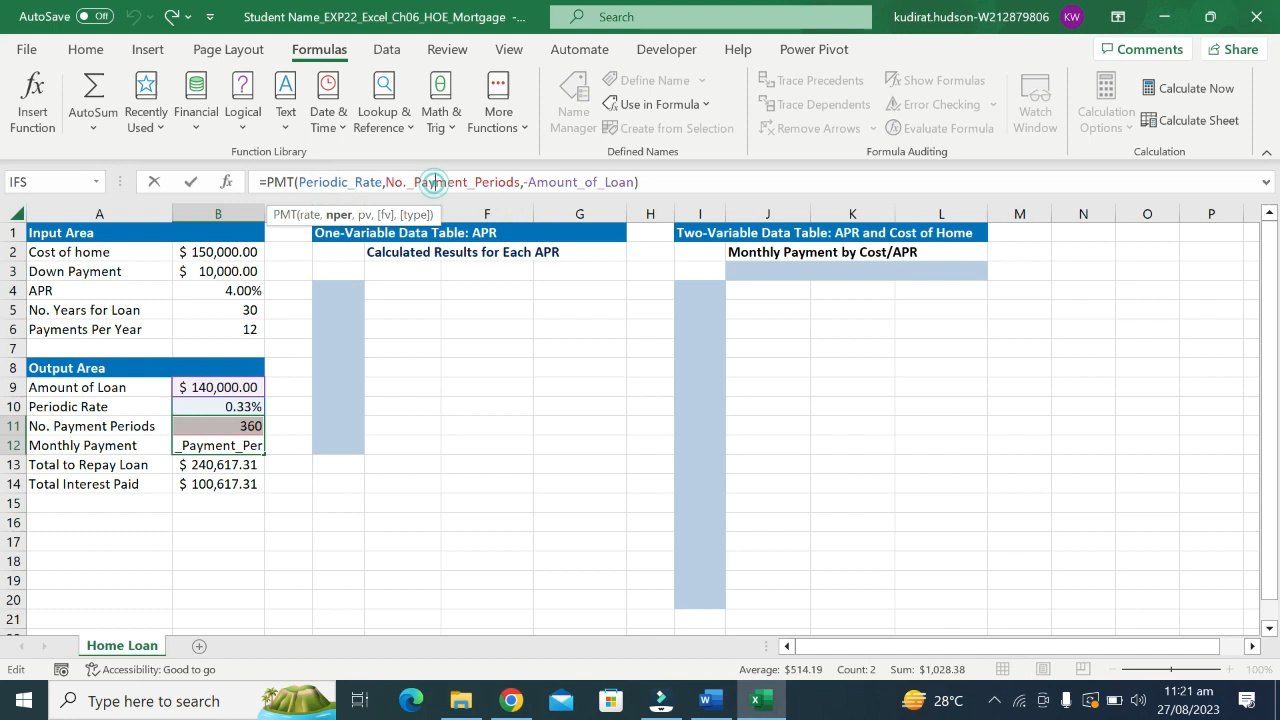 AutoSave Off Student Name_EXP22_Excel_Ch06_HOE_Mortgage -... Search kudirat.hudson-W212879806 KW
File Home Insert Page Layout Formulas Data Review View Automate Developer Help Power Pivot Comments Share
Insert Function
AutoSum
Recently Used
Financial
Logical
Text
Date & Time
Lookup & Reference
Math & Trig
More Functions
Function Library
Name Manager
Define Name
Use in Formula
Create from Selection
Defined Names
Trace Precedents
Trace Dependents
Remove Arrows
Show Formulas
Error Checking
Evaluate Formula
Watch Window
Formula Auditing
Calculation Options
Calculate Now
Calculate Sheet
Calculation
IFS fx =PMT(Periodic_Rate,No._Payment_Periods,-Amount_of_Loan)
PMT(rate, nper, pv, [fv], [type])
A B F G H I J K L M N O P
1 Input Area One-Variable Data Table: APR Two-Variable Data Table: APR and Cost of Home
2 Cost of home $ 150,000.00 Calculated Results for Each APR Monthly Payment by Cost/APR
3 Down Payment $ 10,000.00
4 APR 4.00%
5 No. Years for Loan 30
6 Payments Per Year 12
7
8 Output Area
9 Amount of Loan $ 140,000.00
10 Periodic Rate 0.33%
11 No. Payment Periods 360
12 Monthly Payment _Payment_Per
13 Total to Repay Loan $ 240,617.31
14 Total Interest Paid $ 100,617.31
15
16
17
18
19
20
21
Home Loan
Edit Accessibility: Good to go Average: $514.19 Count: 2 Sum: $1,028.38 100%
Type here to search 28°C 11:21 am
27/08/2023